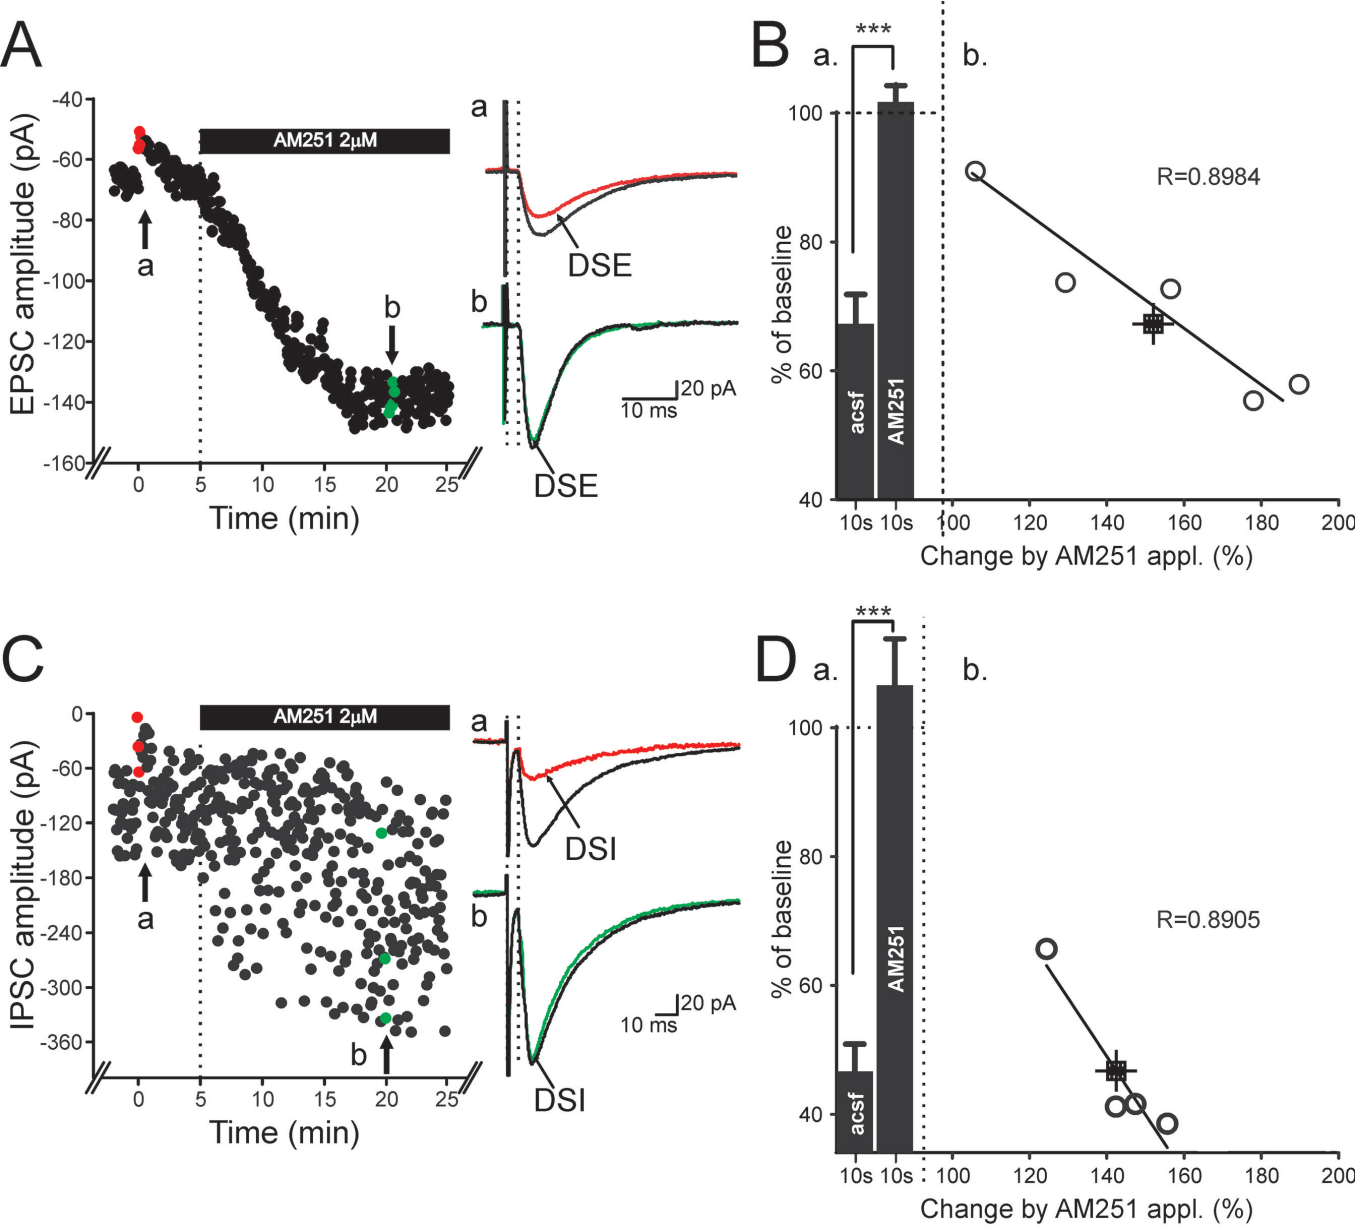 A
EPSC amplitude (pA)
-40
-60
-80
-100
-120
-140
-160
AM251 2μM
a
b
0 5 10 15 20 25
Time (min)
a
DSE
b
20 pA
10 ms
DSE
B
a.
***
b.
% of baseline
100
80
60
40
acsf
AM251
R=0.8984
10s 10s 100 120 140 160 180 200
Change by AM251 appl. (%)
C
IPSC amplitude (pA)
0
-60
-120
-180
-240
-300
-360
AM251 2μM
a
b
0 5 10 15 20 25
Time (min)
a
DSI
b
20 pA
10 ms
DSI
D
a.
***
b.
% of baseline
100
80
60
40
acsf
AM251
R=0.8905
10s 10s 100 120 140 160 180 200
Change by AM251 appl. (%)